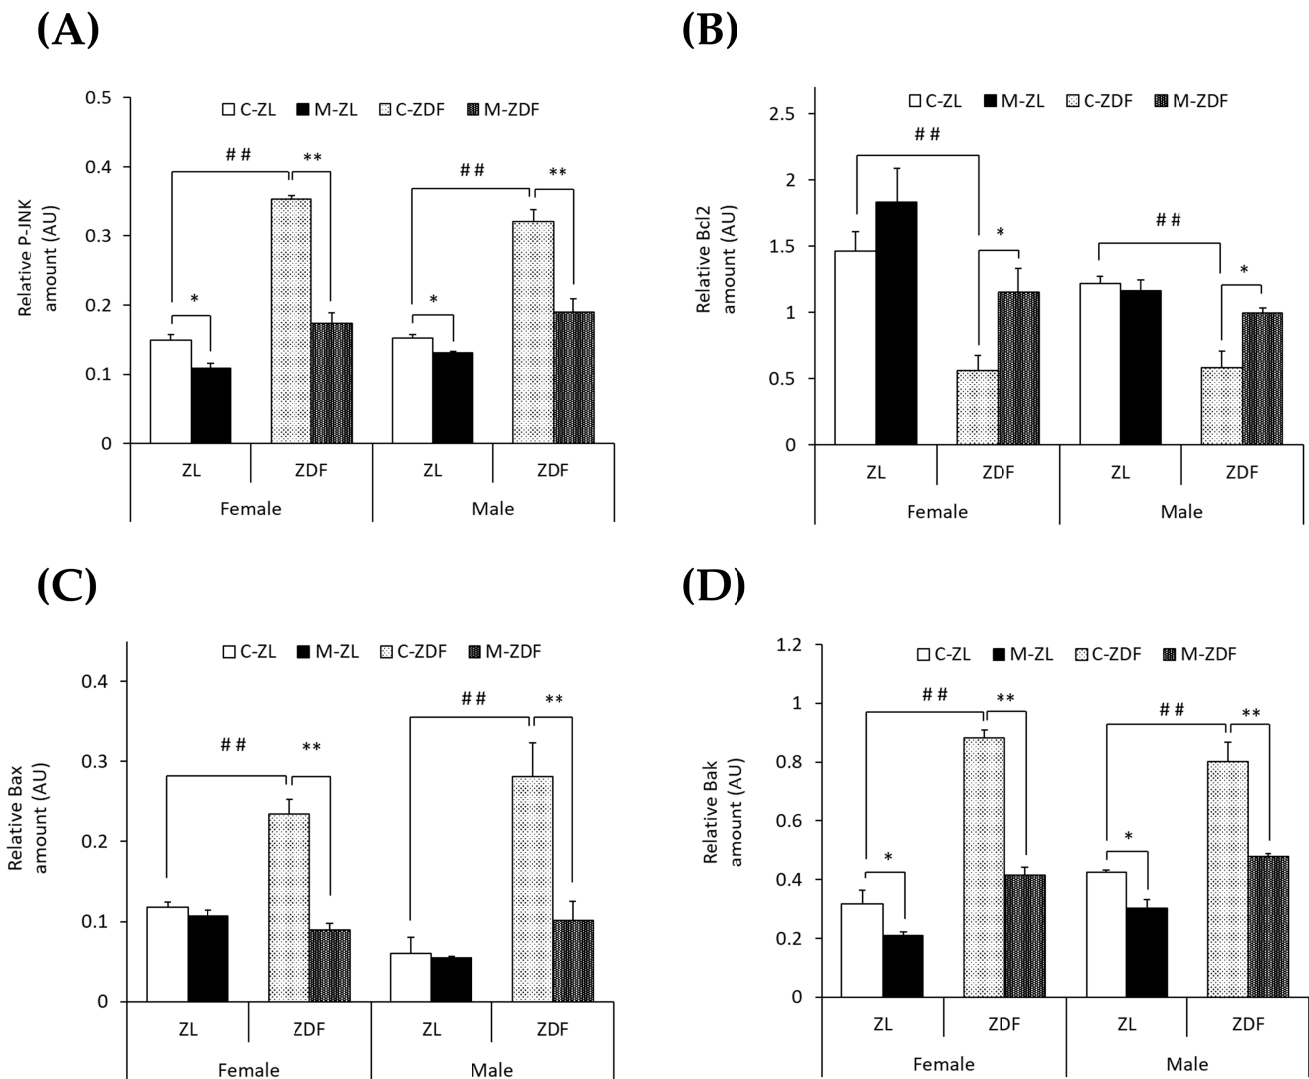 (A)
0.5
C-ZL M-ZL C-ZDF M-ZDF
0.4
# # **
# # **
0.3
Relative P-JNK
amount (AU)
0.2
*
*
0.1
0
ZL ZDF ZL ZDF
Female Male
(B)
C-ZL M-ZL C-ZDF M-ZDF
2.5
# #
2
# #
*
1.5
*
Relative Bcl2
amount (AU)
1
0.5
0
ZL ZDF ZL ZDF
Female Male
(C)
C-ZL M-ZL C-ZDF M-ZDF
0.4
# # **
0.3
# # **
Relative Bax
amount (AU)
0.2
0.1
0
ZL ZDF ZL ZDF
Female Male
(D)
1.2
C-ZL M-ZL C-ZDF M-ZDF
1
# # **
# # **
0.8
Relative Bak
amount (AU)
0.6
*
*
0.4
0.2
0
ZL ZDF ZL ZDF
Female Male